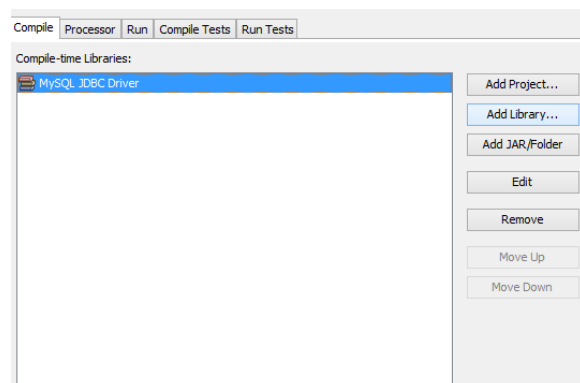 Compile Processor Run Compile Tests Run Tests
Compile-time Libraries:
MySQL JDBC Driver
Add Project...
Add Library...
Add JAR/Folder
Edit
Remove
Move Up
Move Down